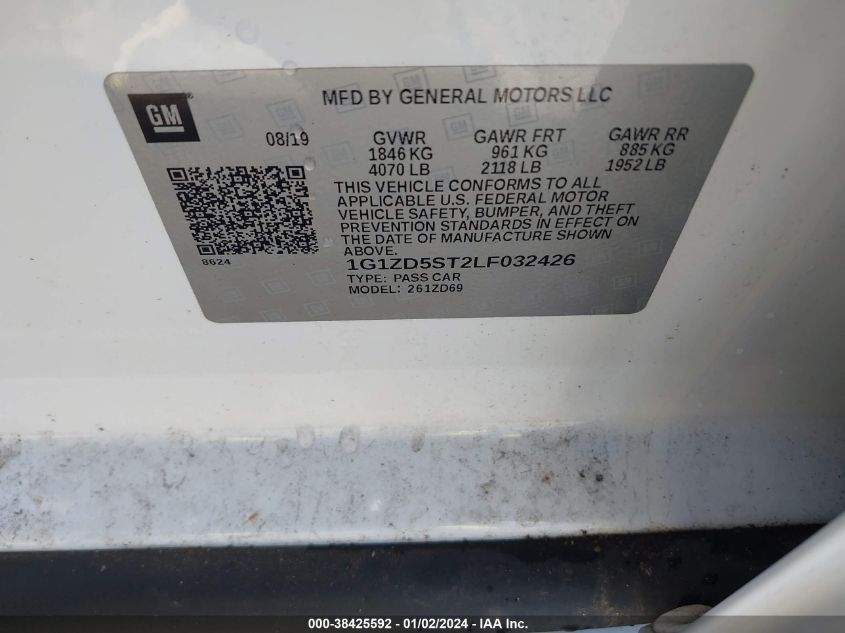 GM
MFD BY GENERAL MOTORS LLC
08/19 GVWR GAWR FRT GAWR RR
1846 KG 961 KG 885 KG
4070 LB 2118 LB 1952 LB
THIS VEHICLE CONFORMS TO ALL
APPLICABLE U.S. FEDERAL MOTOR
VEHICLE SAFETY, BUMPER, AND THEFT
PREVENTION STANDARDS IN EFFECT ON
THE DATE OF MANUFACTURE SHOWN
ABOVE.
8624
1G1ZD5ST2LF032426
TYPE: PASS CAR
MODEL: 261ZD69
000-38425592 - 01/02/2024 - IAA Inc.